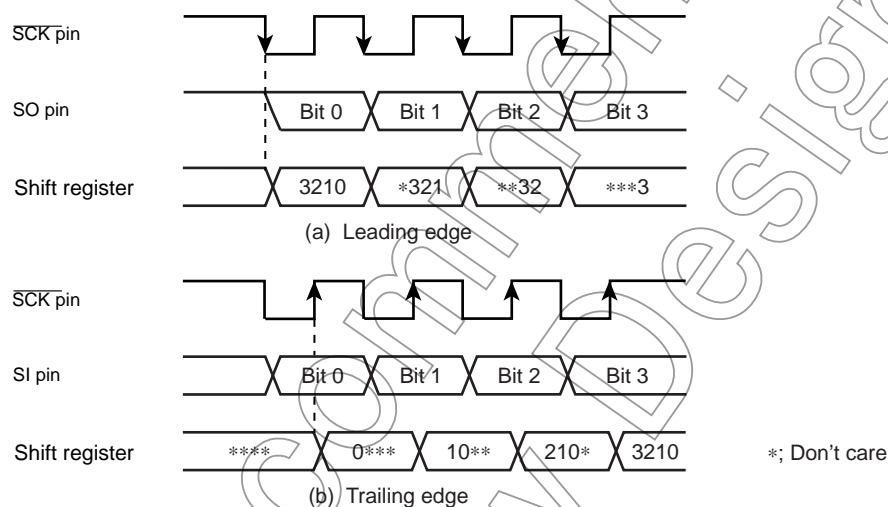 SCK pin
SO pin Bit 0 Bit 1 Bit 2 Bit 3
Shift register 3210 *321 **32 ***3
(a) Leading edge
SCK pin
SI pin Bit 0 Bit 1 Bit 2 Bit 3
Shift register **** 0*** 10** 210* 3210 *; Don't care
(b) Trailing edge